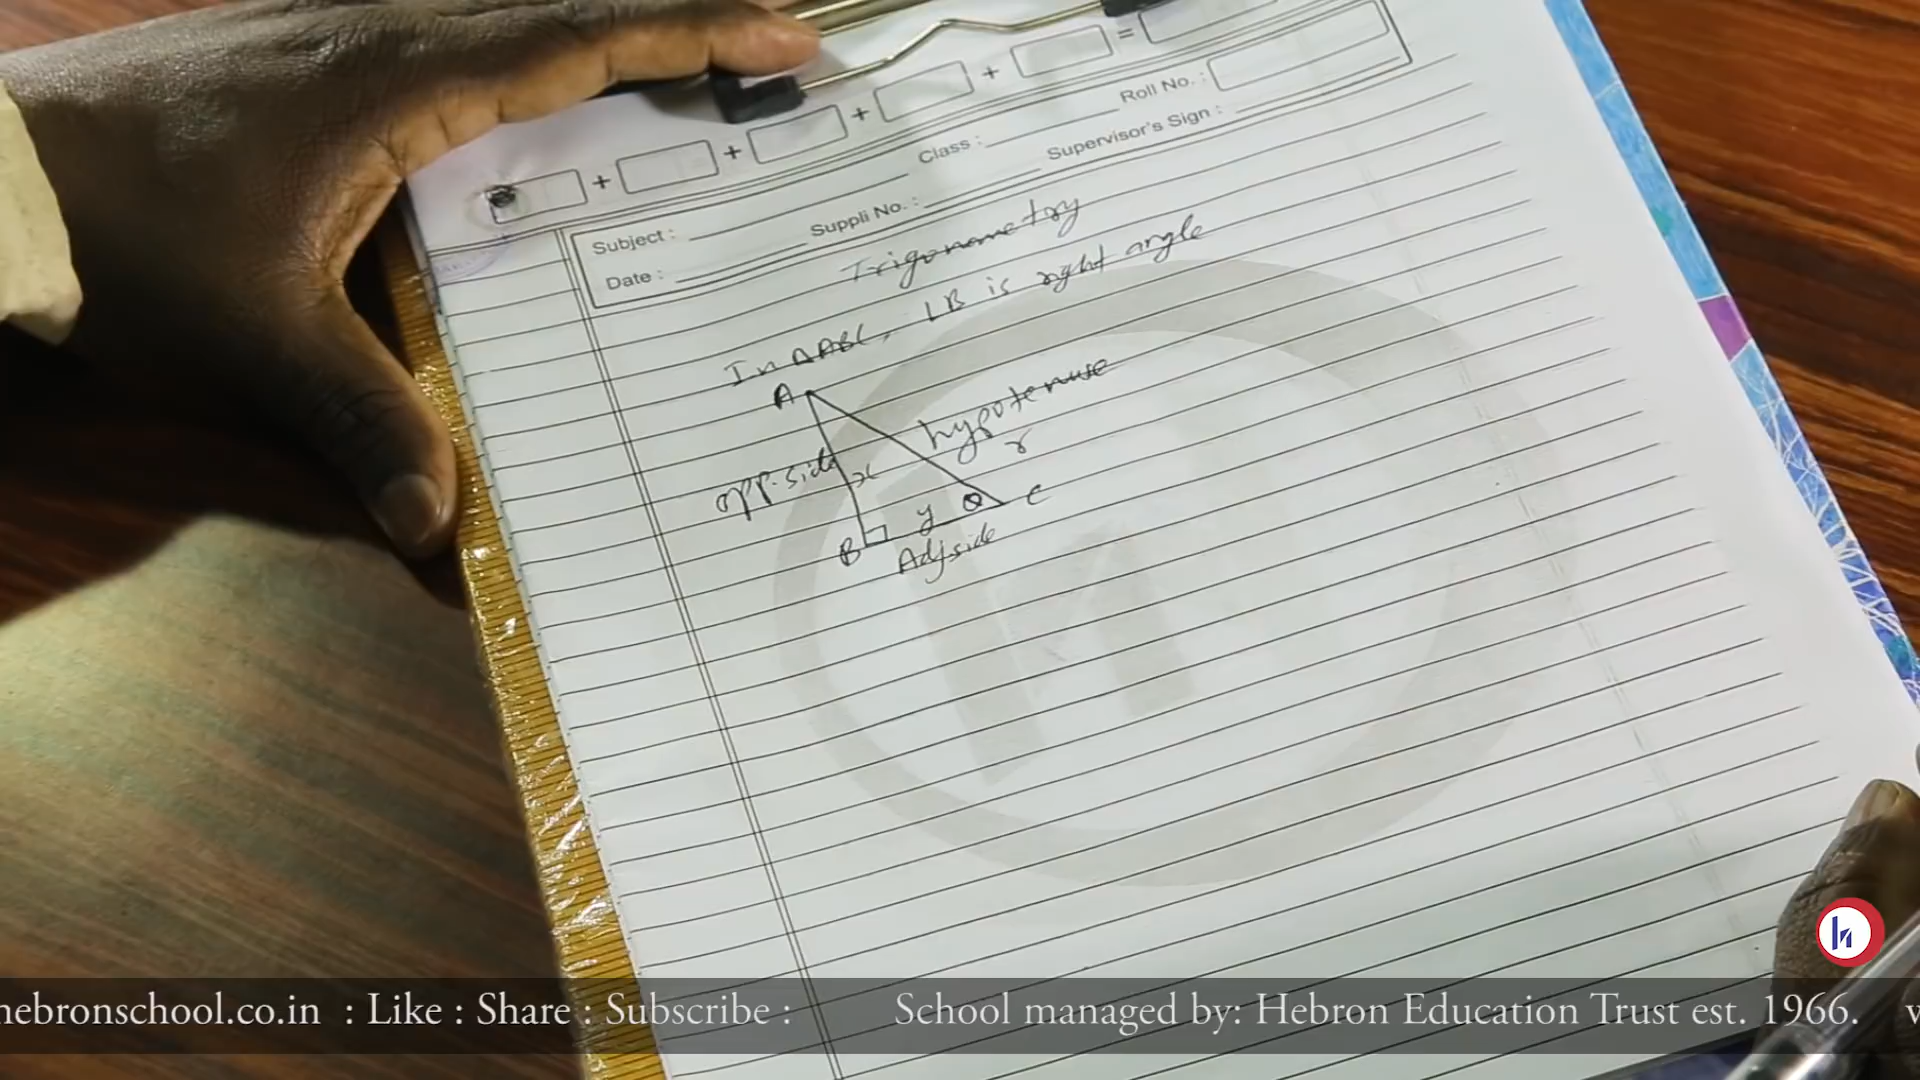 + + + + =
Class : Roll No. :
Subject : Suppli No. : Supervisor's Sign :
Date :
Trigonometry
In ΔABC, ∠B is right angle
A
hypotenuse
r
opp. side x
y θ C
B
Adj side
hebronschool.co.in : Like : Share : Subscribe : School managed by: Hebron Education Trust est. 1966.